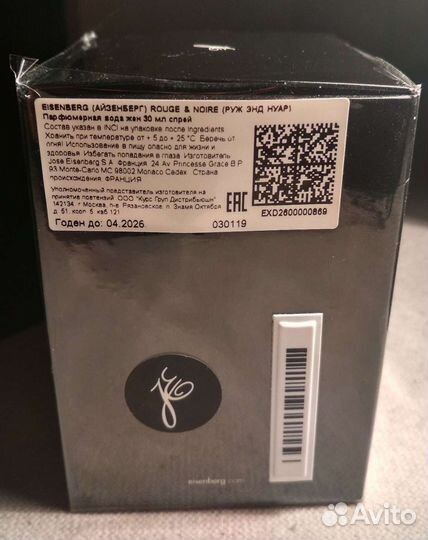 EISENBERG (АЙЗЕНБЕРГ) ROUGE & NOIRE (РУЖ ЭНД НУАР)
Парфюмерная вода жен 30 мл спрей
Состав указан в INCI на упаковке после Ingredients
Хранить при температуре от + 5 до + 25 °C Беречь от
огня! Использование в пищу опасно для жизни и
здоровья. Избегать попадения в глаза Изготовитель
Jose Eisenberg S.A. Франция, 24 Av Princesse Grace B.P.
93 Monte-Carlo MC 98002 Monaco Cedex Страна
происхождения ФРАНЦИЯ
Уполномоченный представитель изготовителя на
принятие претензий: ООО "Курс Груп Дистрибьюшн"
142134, г Москва, п-е. Рязановское, п. Знамя Октября,
д. 51, корп. 5, каб 121
Годен до: 04.2026
030119
EAC
EXD2600000869
eisenberg.com
Avito